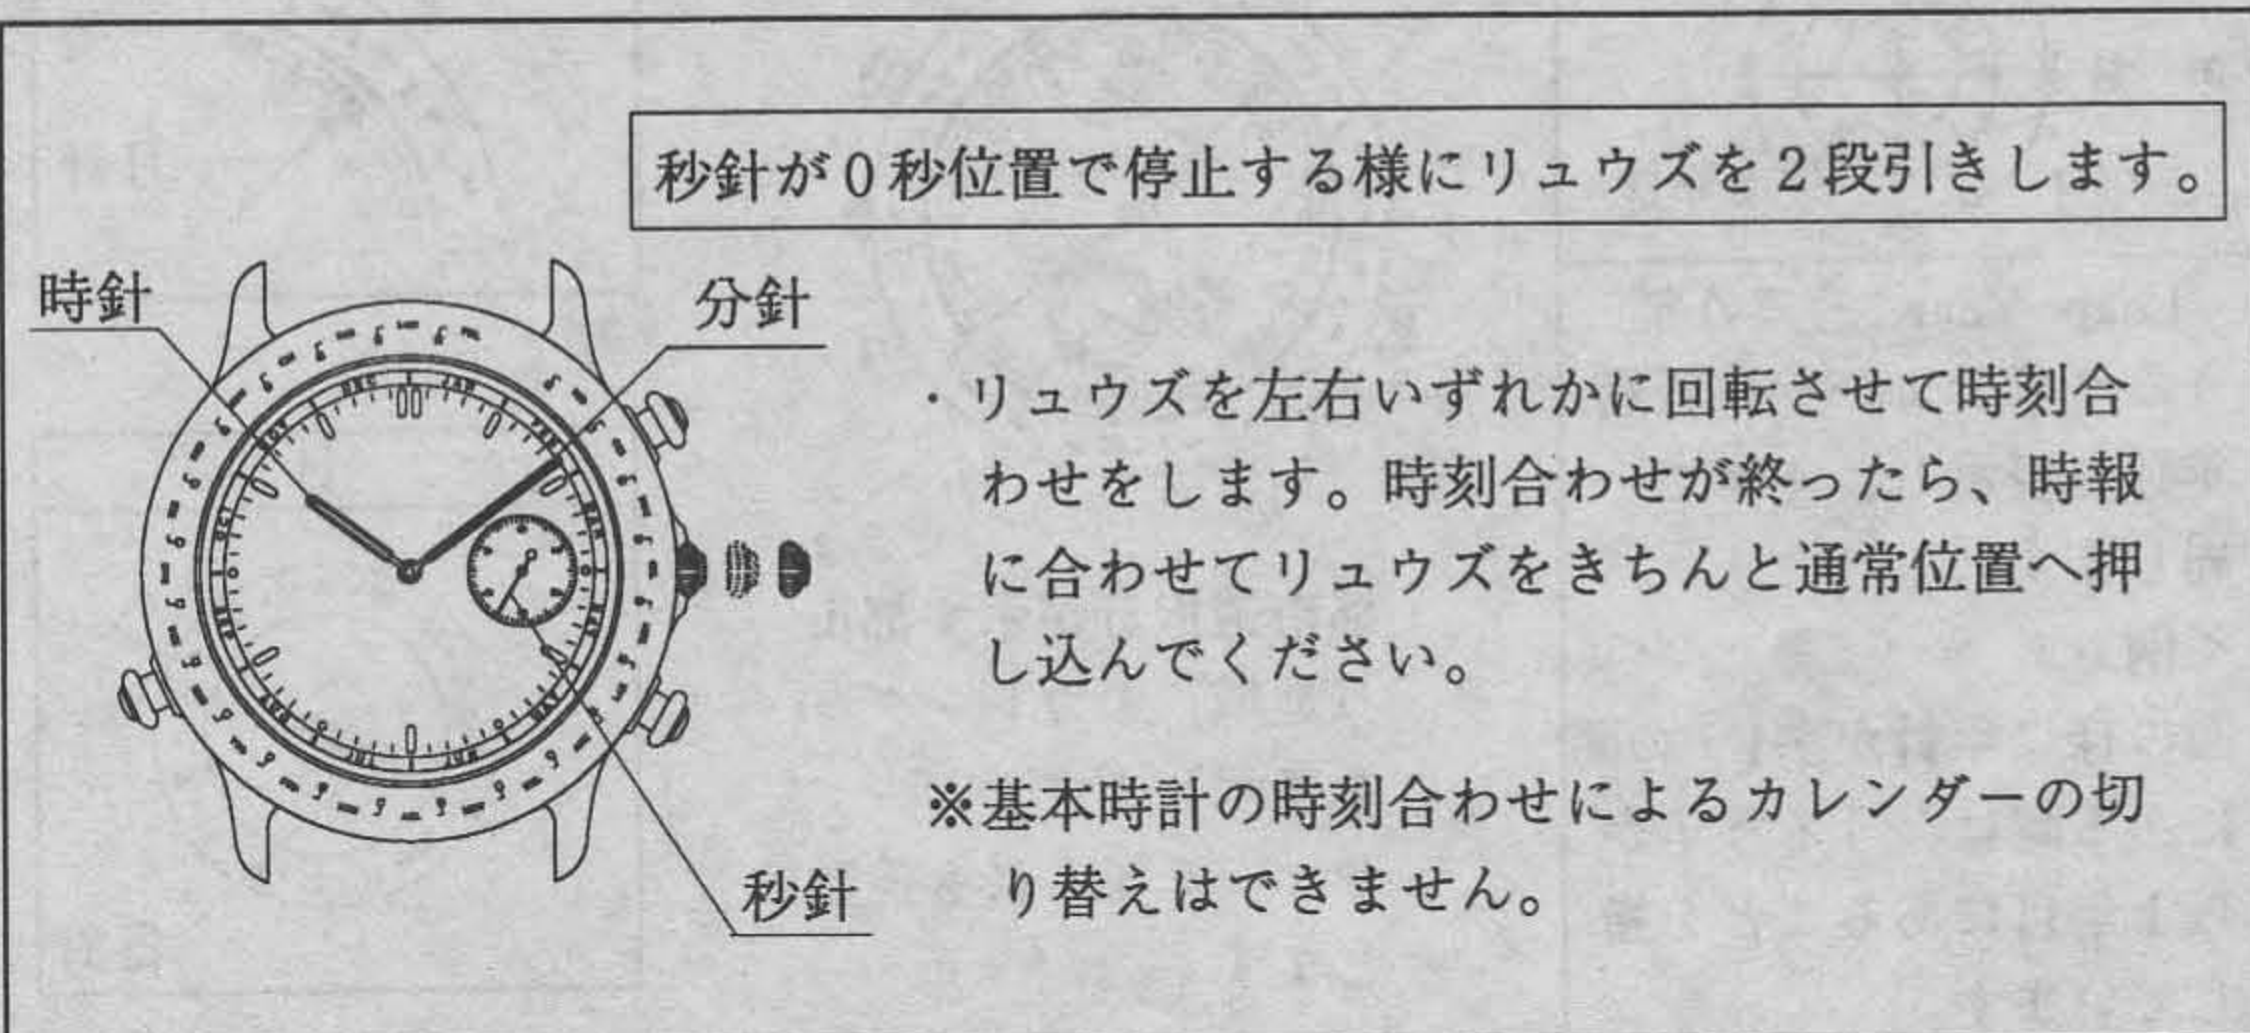 秒針が0秒位置で停止する様にリュウズを2段引きします。
時針
分針
・リュウズを左右いずれかに回転させて時刻合
わせをします。時刻合わせが終ったら、時報
に合わせてリュウズをきちんと通常位置へ押
し込んでください。
※基本時計の時刻合わせによるカレンダーの切
り替えはできません。
秒針